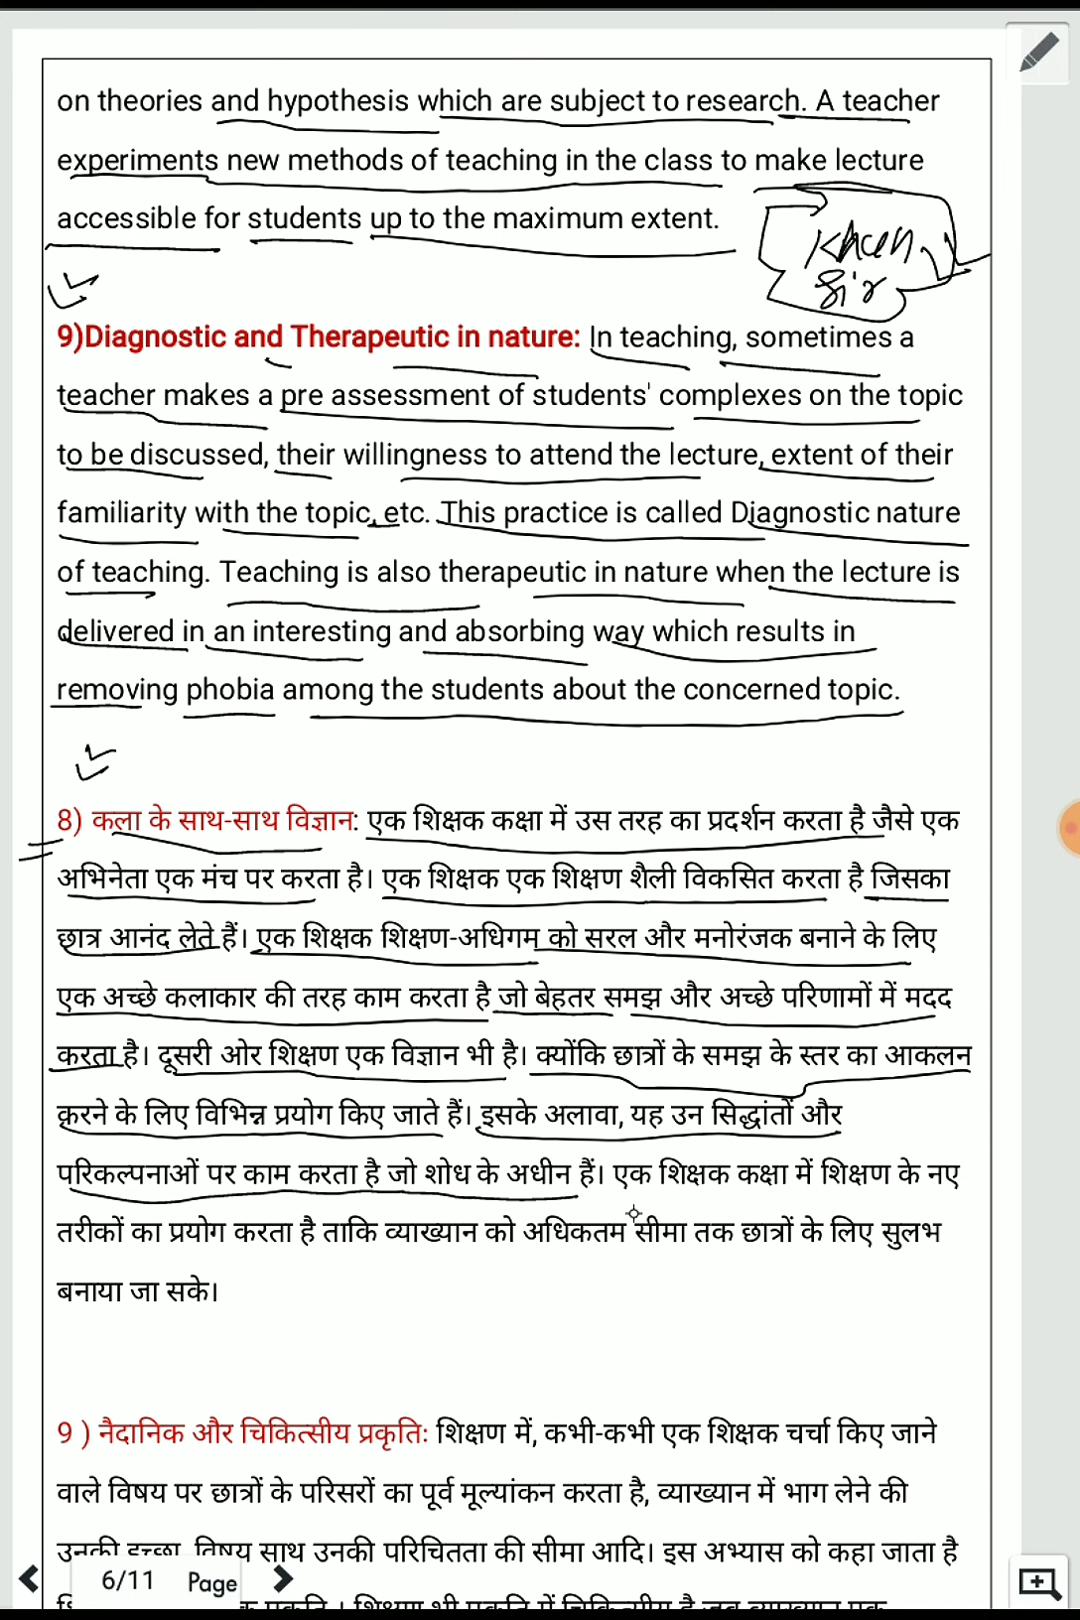 on theories and hypothesis which are subject to research. A teacher
experiments new methods of teaching in the class to make lecture
accessible for students up to the maximum extent.
Khan
Sir
9)Diagnostic and Therapeutic in nature: In teaching, sometimes a
teacher makes a pre assessment of students' complexes on the topic
to be discussed, their willingness to attend the lecture, extent of their
familiarity with the topic, etc. This practice is called Diagnostic nature
of teaching. Teaching is also therapeutic in nature when the lecture is
delivered in an interesting and absorbing way which results in
removing phobia among the students about the concerned topic.
8) कला के साथ-साथ विज्ञान: एक शिक्षक कक्षा में उस तरह का प्रदर्शन करता है जैसे एक
अभिनेता एक मंच पर करता है। एक शिक्षक एक शिक्षण शैली विकसित करता है जिसका
छात्र आनंद लेते हैं। एक शिक्षक शिक्षण-अधिगम को सरल और मनोरंजक बनाने के लिए
एक अच्छे कलाकार की तरह काम करता है जो बेहतर समझ और अच्छे परिणामों में मदद
करता है। दूसरी ओर शिक्षण एक विज्ञान भी है। क्योंकि छात्रों के समझ के स्तर का आकलन
करने के लिए विभिन्न प्रयोग किए जाते हैं। इसके अलावा, यह उन सिद्धांतों और
परिकल्पनाओं पर काम करता है जो शोध के अधीन हैं। एक शिक्षक कक्षा में शिक्षण के नए
तरीकों का प्रयोग करता है ताकि व्याख्यान को अधिकतम सीमा तक छात्रों के लिए सुलभ
बनाया जा सके।
9 ) नैदानिक और चिकित्सीय प्रकृतिः शिक्षण में, कभी-कभी एक शिक्षक चर्चा किए जाने
वाले विषय पर छात्रों के परिसरों का पूर्व मूल्यांकन करता है, व्याख्यान में भाग लेने की
उनकी इच्छा, विषय साथ उनकी परिचितता की सीमा आदि। इस अभ्यास को कहा जाता है
6/11 Page